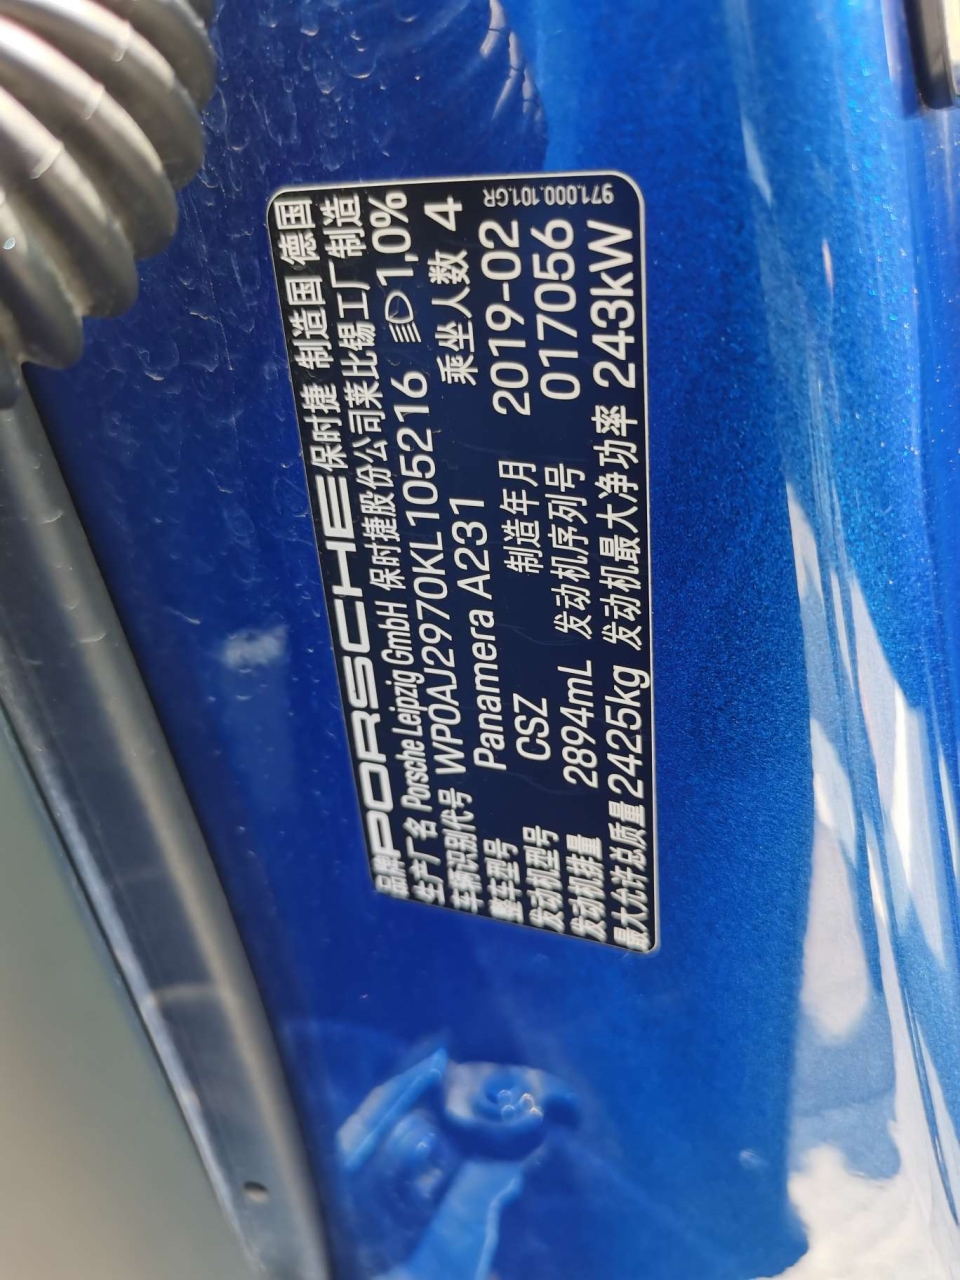 品牌 PORSCHE 保时捷 制造国 德国
生产厂名 Porsche Leipzig GmbH 保时捷股份公司莱比锡工厂制造
车辆识别代号 WP0AJ2970KL105216 1,0%
整车型号 Panamera A231 乘坐人数 4
发动机型号 CSZ 制造年月 2019-02
发动机排量 2894mL 发动机序列号 017056
最大允许总质量 2425kg 发动机最大净功率 243kW
971.000.101.GR